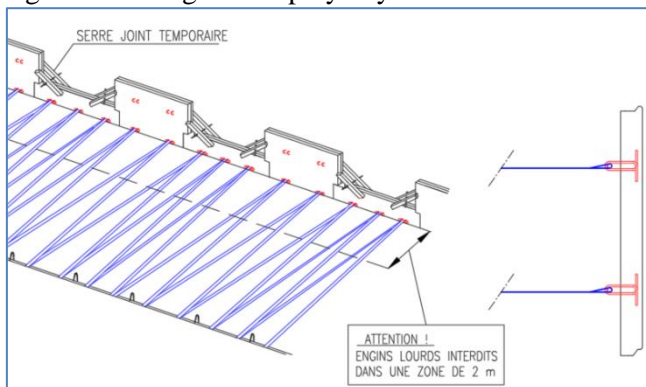 SERRE JOINT TEMPORAIRE
ATTENTION !
ENGINS LOURDS INTERDITS
DANS UNE ZONE DE 2 m